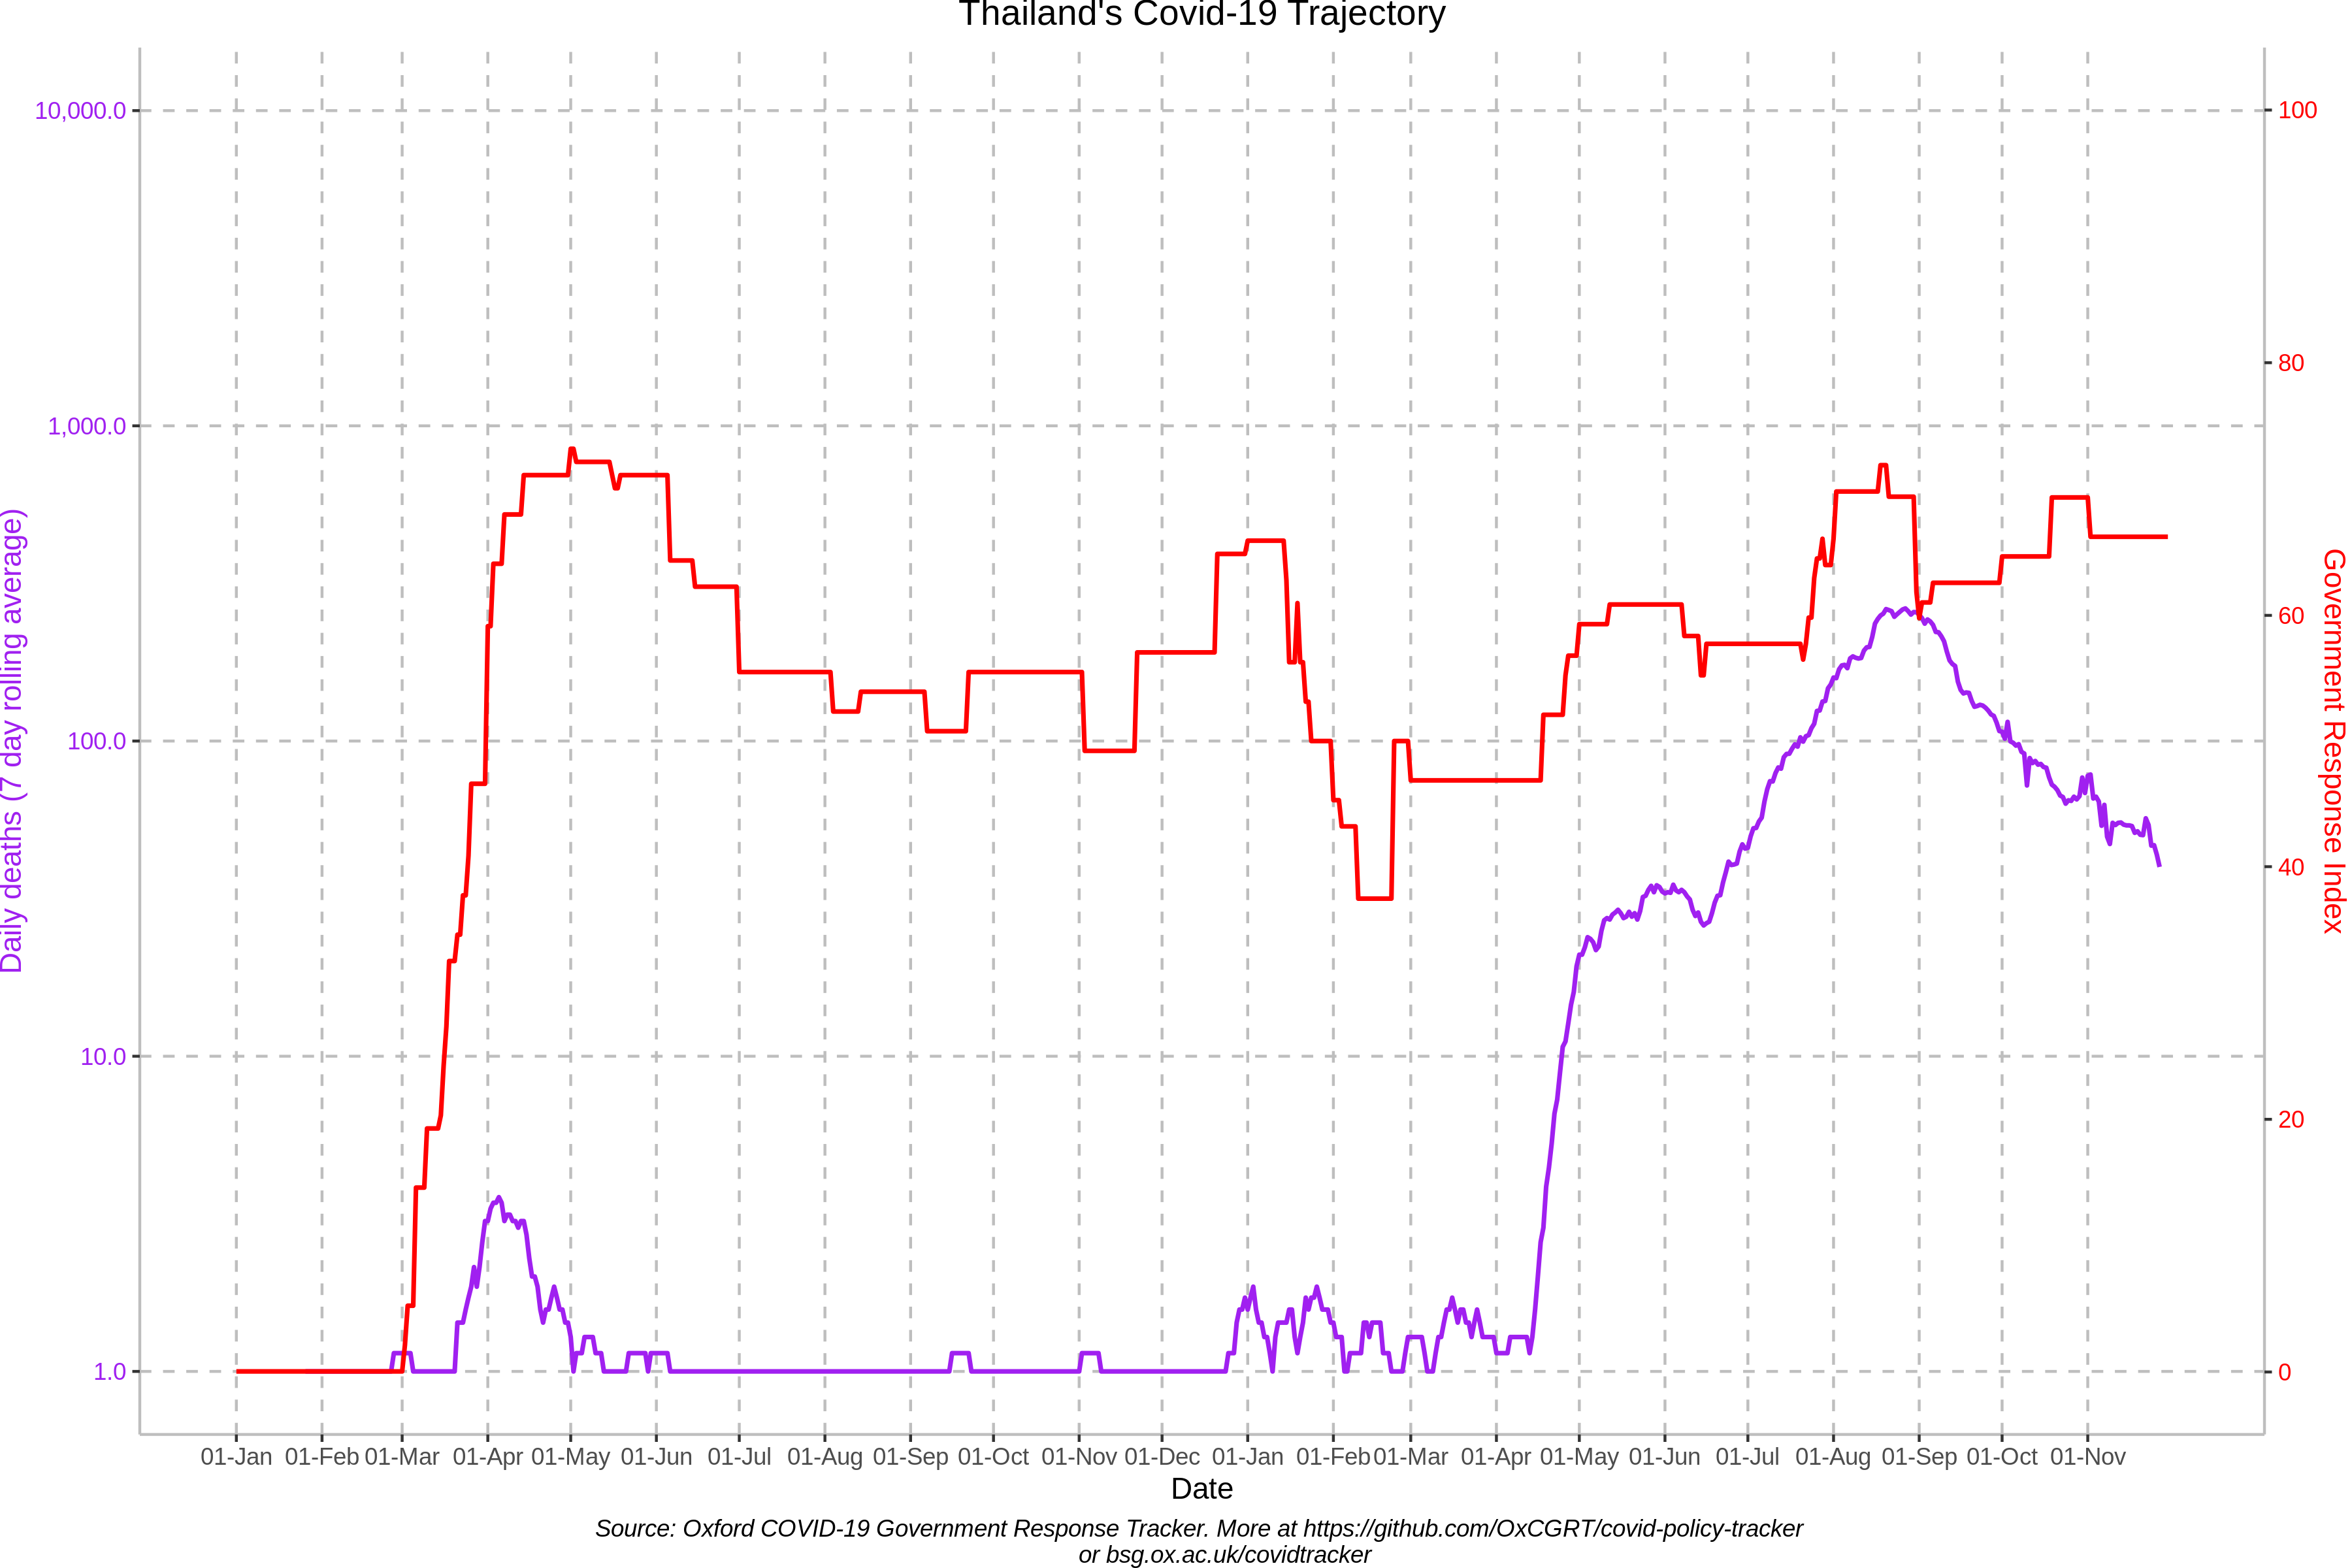 Thailand's Covid-19 Trajectory
10,000.0
1,000.0
100.0
10.0
1.0
Daily deaths (7 day rolling average)
100
80
60
40
20
0
Government Response Index
01-Jan 01-Feb 01-Mar 01-Apr 01-May 01-Jun 01-Jul 01-Aug 01-Sep 01-Oct 01-Nov 01-Dec 01-Jan 01-Feb 01-Mar 01-Apr 01-May 01-Jun 01-Jul 01-Aug 01-Sep 01-Oct 01-Nov
Date
Source: Oxford COVID-19 Government Response Tracker. More at https://github.com/OxCGRT/covid-policy-tracker
or bsg.ox.ac.uk/covidtracker